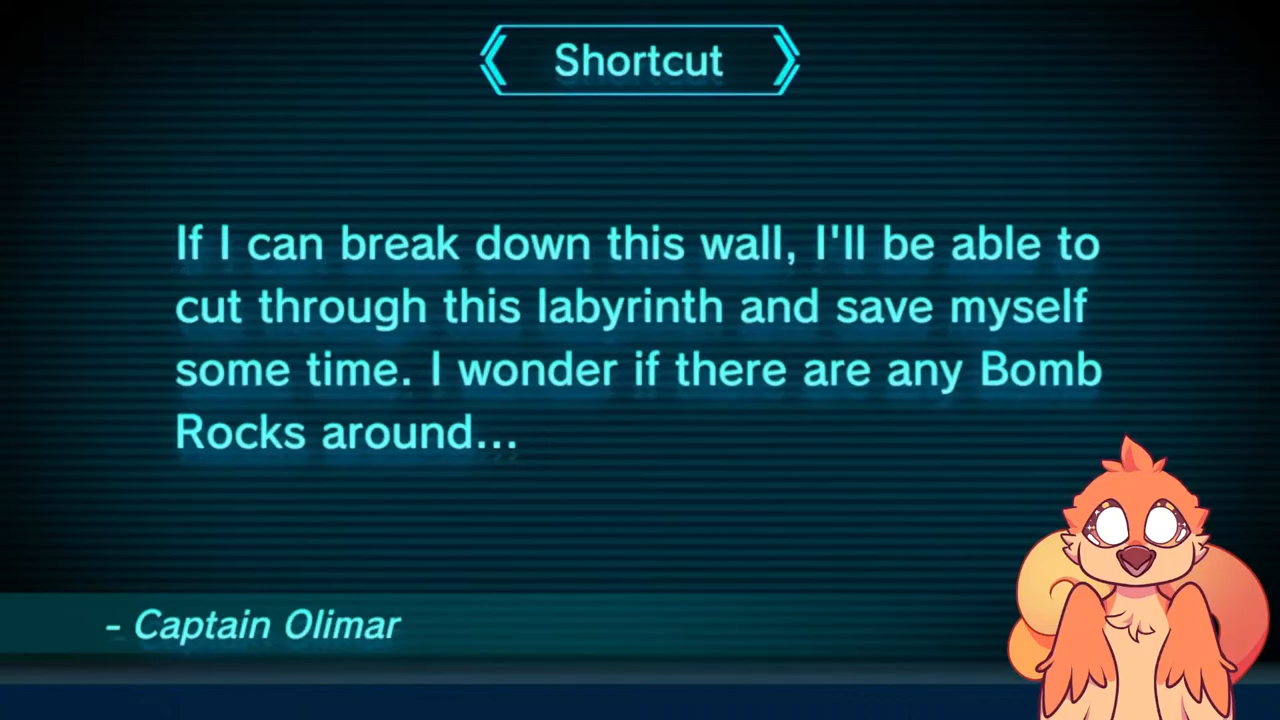 Shortcut
If I can break down this wall, I'll be able to
cut through this labyrinth and save myself
some time. I wonder if there are any Bomb
Rocks around...
- Captain Olimar